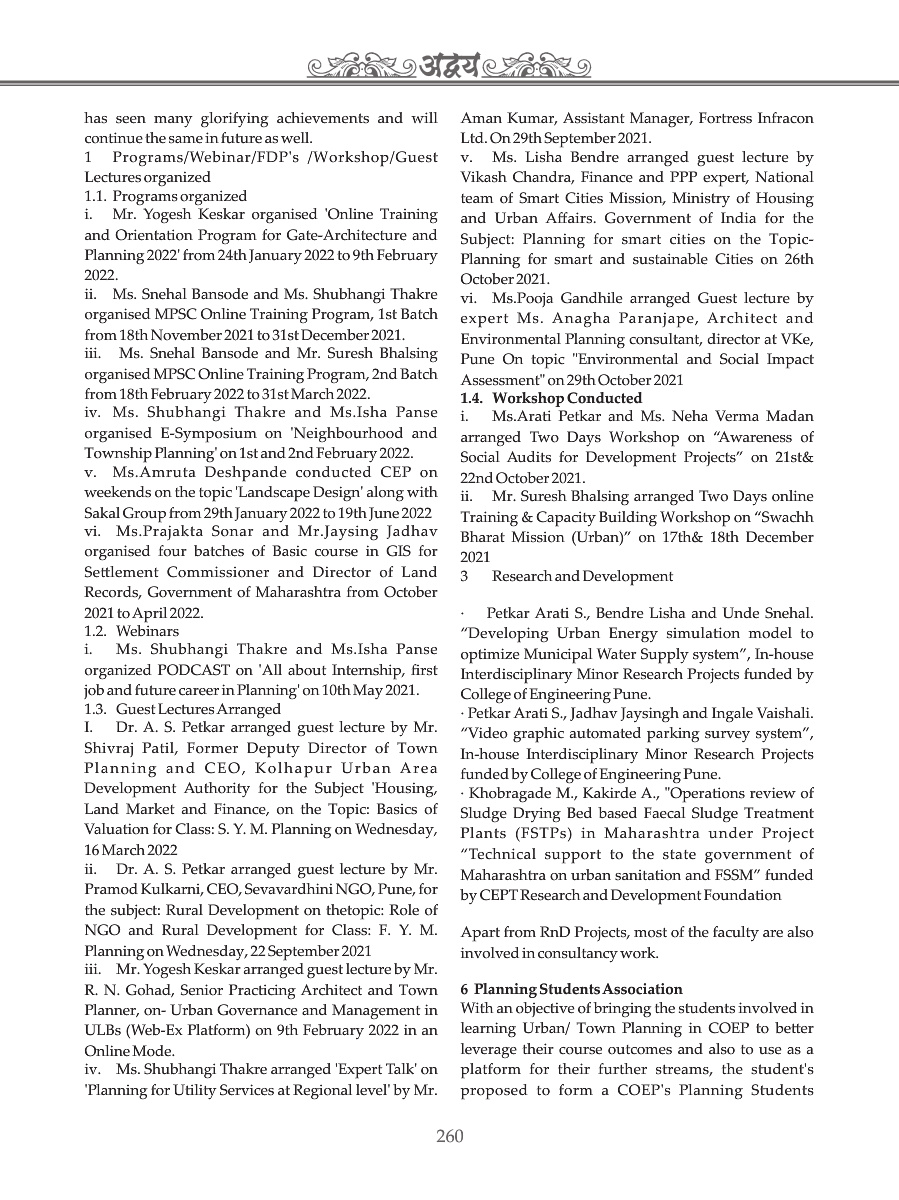 अद्वय
has seen many glorifying achievements and will
continue the same in future as well.
1 Programs/Webinar/FDP's /Workshop/Guest
Lectures organized
1.1. Programs organized
i. Mr. Yogesh Keskar organised 'Online Training
and Orientation Program for Gate-Architecture and
Planning 2022' from 24th January 2022 to 9th February
2022.
ii. Ms. Snehal Bansode and Ms. Shubhangi Thakre
organised MPSC Online Training Program, 1st Batch
from 18th November 2021 to 31st December 2021.
iii. Ms. Snehal Bansode and Mr. Suresh Bhalsing
organised MPSC Online Training Program, 2nd Batch
from 18th February 2022 to 31st March 2022.
iv. Ms. Shubhangi Thakre and Ms.Isha Panse
organised E-Symposium on 'Neighbourhood and
Township Planning' on 1st and 2nd February 2022.
v. Ms.Amruta Deshpande conducted CEP on
weekends on the topic 'Landscape Design' along with
Sakal Group from 29th January 2022 to 19th June 2022
vi. Ms.Prajakta Sonar and Mr.Jaysing Jadhav
organised four batches of Basic course in GIS for
Settlement Commissioner and Director of Land
Records, Government of Maharashtra from October
2021 to April 2022.
1.2. Webinars
i. Ms. Shubhangi Thakre and Ms.Isha Panse
organized PODCAST on 'All about Internship, first
job and future career in Planning' on 10th May 2021.
1.3. Guest Lectures Arranged
I. Dr. A. S. Petkar arranged guest lecture by Mr.
Shivraj Patil, Former Deputy Director of Town
Planning and CEO, Kolhapur Urban Area
Development Authority for the Subject 'Housing,
Land Market and Finance, on the Topic: Basics of
Valuation for Class: S. Y. M. Planning on Wednesday,
16 March 2022
ii. Dr. A. S. Petkar arranged guest lecture by Mr.
Pramod Kulkarni, CEO, Sevavardhini NGO, Pune, for
the subject: Rural Development on thetopic: Role of
NGO and Rural Development for Class: F. Y. M.
Planning on Wednesday, 22 September 2021
iii. Mr. Yogesh Keskar arranged guest lecture by Mr.
R. N. Gohad, Senior Practicing Architect and Town
Planner, on- Urban Governance and Management in
ULBs (Web-Ex Platform) on 9th February 2022 in an
Online Mode.
iv. Ms. Shubhangi Thakre arranged 'Expert Talk' on
'Planning for Utility Services at Regional level' by Mr.
Aman Kumar, Assistant Manager, Fortress Infracon
Ltd. On 29th September 2021.
v. Ms. Lisha Bendre arranged guest lecture by
Vikash Chandra, Finance and PPP expert, National
team of Smart Cities Mission, Ministry of Housing
and Urban Affairs. Government of India for the
Subject: Planning for smart cities on the Topic-
Planning for smart and sustainable Cities on 26th
October 2021.
vi. Ms.Pooja Gandhile arranged Guest lecture by
expert Ms. Anagha Paranjape, Architect and
Environmental Planning consultant, director at VKe,
Pune On topic "Environmental and Social Impact
Assessment" on 29th October 2021
1.4. Workshop Conducted
i. Ms.Arati Petkar and Ms. Neha Verma Madan
arranged Two Days Workshop on “Awareness of
Social Audits for Development Projects” on 21st&
22nd October 2021.
ii. Mr. Suresh Bhalsing arranged Two Days online
Training & Capacity Building Workshop on “Swachh
Bharat Mission (Urban)” on 17th& 18th December
2021
3 Research and Development
· Petkar Arati S., Bendre Lisha and Unde Snehal.
“Developing Urban Energy simulation model to
optimize Municipal Water Supply system”, In-house
Interdisciplinary Minor Research Projects funded by
College of Engineering Pune.
· Petkar Arati S., Jadhav Jaysingh and Ingale Vaishali.
“Video graphic automated parking survey system”,
In-house Interdisciplinary Minor Research Projects
funded by College of Engineering Pune.
· Khobragade M., Kakirde A., "Operations review of
Sludge Drying Bed based Faecal Sludge Treatment
Plants (FSTPs) in Maharashtra under Project
“Technical support to the state government of
Maharashtra on urban sanitation and FSSM” funded
by CEPT Research and Development Foundation
Apart from RnD Projects, most of the faculty are also
involved in consultancy work.
6 Planning Students Association
With an objective of bringing the students involved in
learning Urban/ Town Planning in COEP to better
leverage their course outcomes and also to use as a
platform for their further streams, the student's
proposed to form a COEP's Planning Students
260